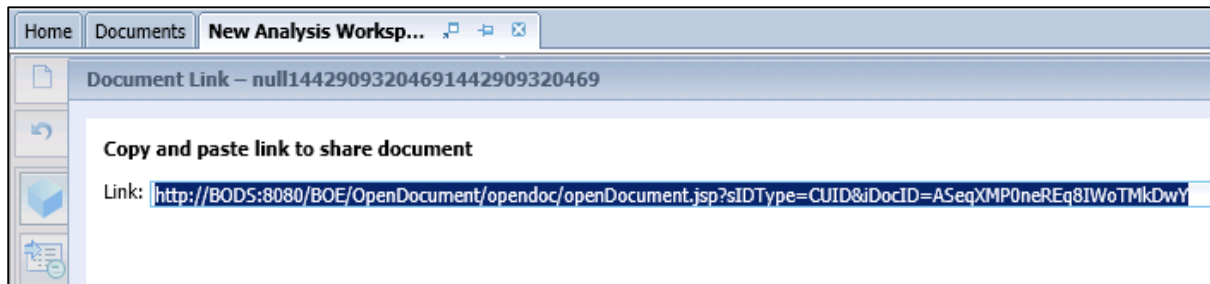 Home Documents New Analysis Worksp...
Document Link – null14429093204691442909320469
Copy and paste link to share document
Link: http://BODS:8080/BOE/OpenDocument/opendoc/openDocument.jsp?sIDType=CUID&iDocID=ASeqXMP0neREq8IWoTMkDwY